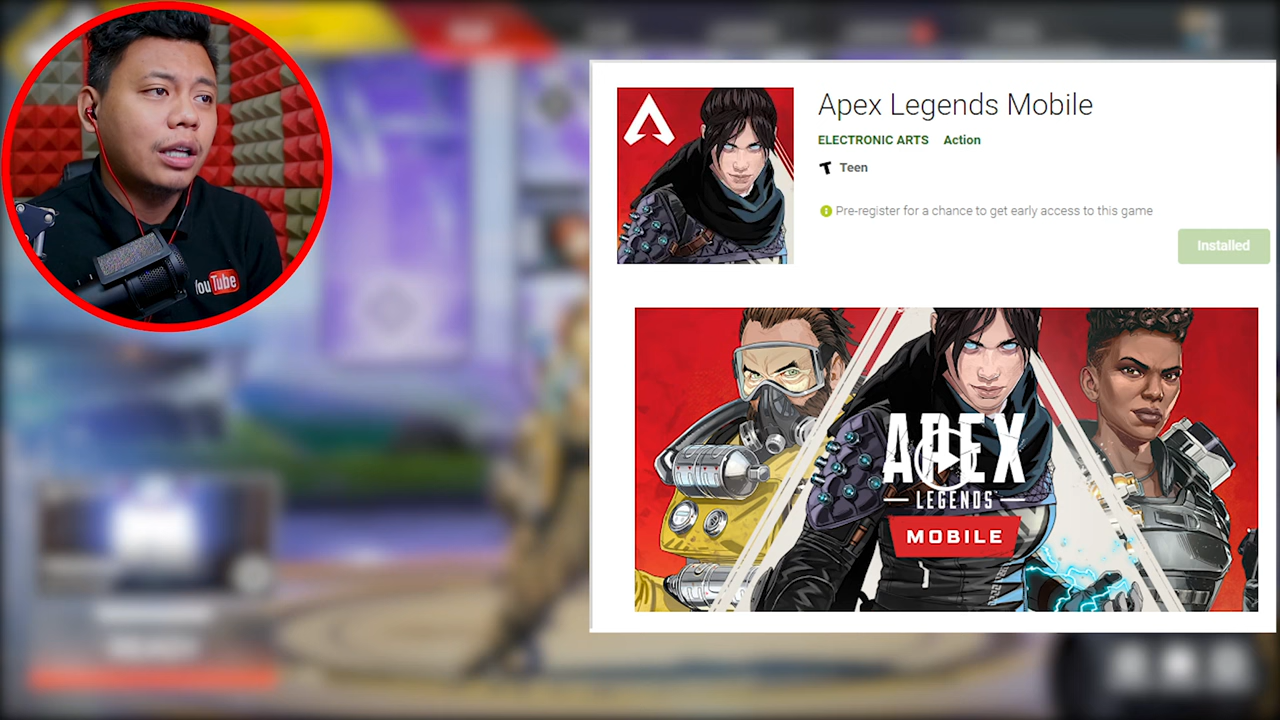 YouTube
Apex Legends Mobile
ELECTRONIC ARTS Action
Teen
Pre-register for a chance to get early access to this game
Installed
APEX
LEGENDS
MOBILE